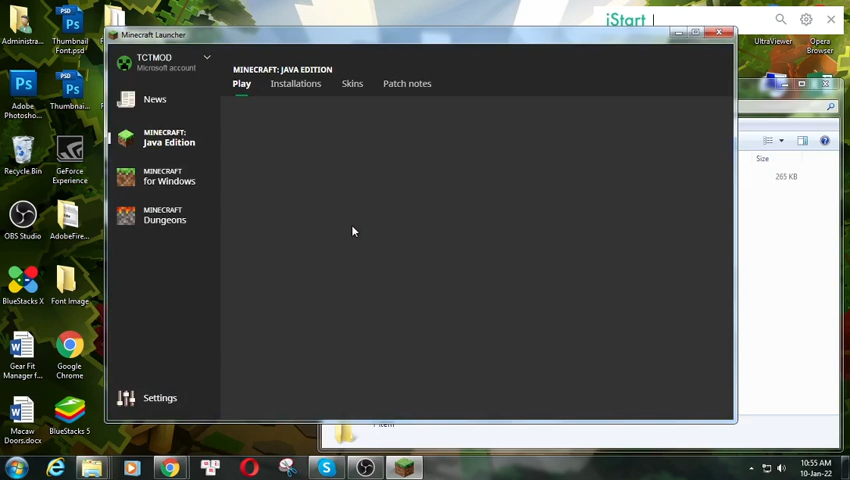 Administra...
Thumbnail
Font.psd
iStart
UltraViewer
Opera
Browser
Minecraft Launcher
TCTMOD
Microsoft account
MINECRAFT: JAVA EDITION
Play
Installations
Skins
Patch notes
News
MINECRAFT:
Java Edition
MINECRAFT
for Windows
MINECRAFT
Dungeons
Settings
Adobe
Photosho...
Thumbnai...
Recycle Bin
GeForce
Experience
OBS Studio
AdobeFire...
BlueStacks X
Font Image
Gear Fit
Manager f...
Google
Chrome
Macaw
Doors.docx
BlueStacks 5
Size
265 KB
1 item
10:55 AM
10-Jan-22